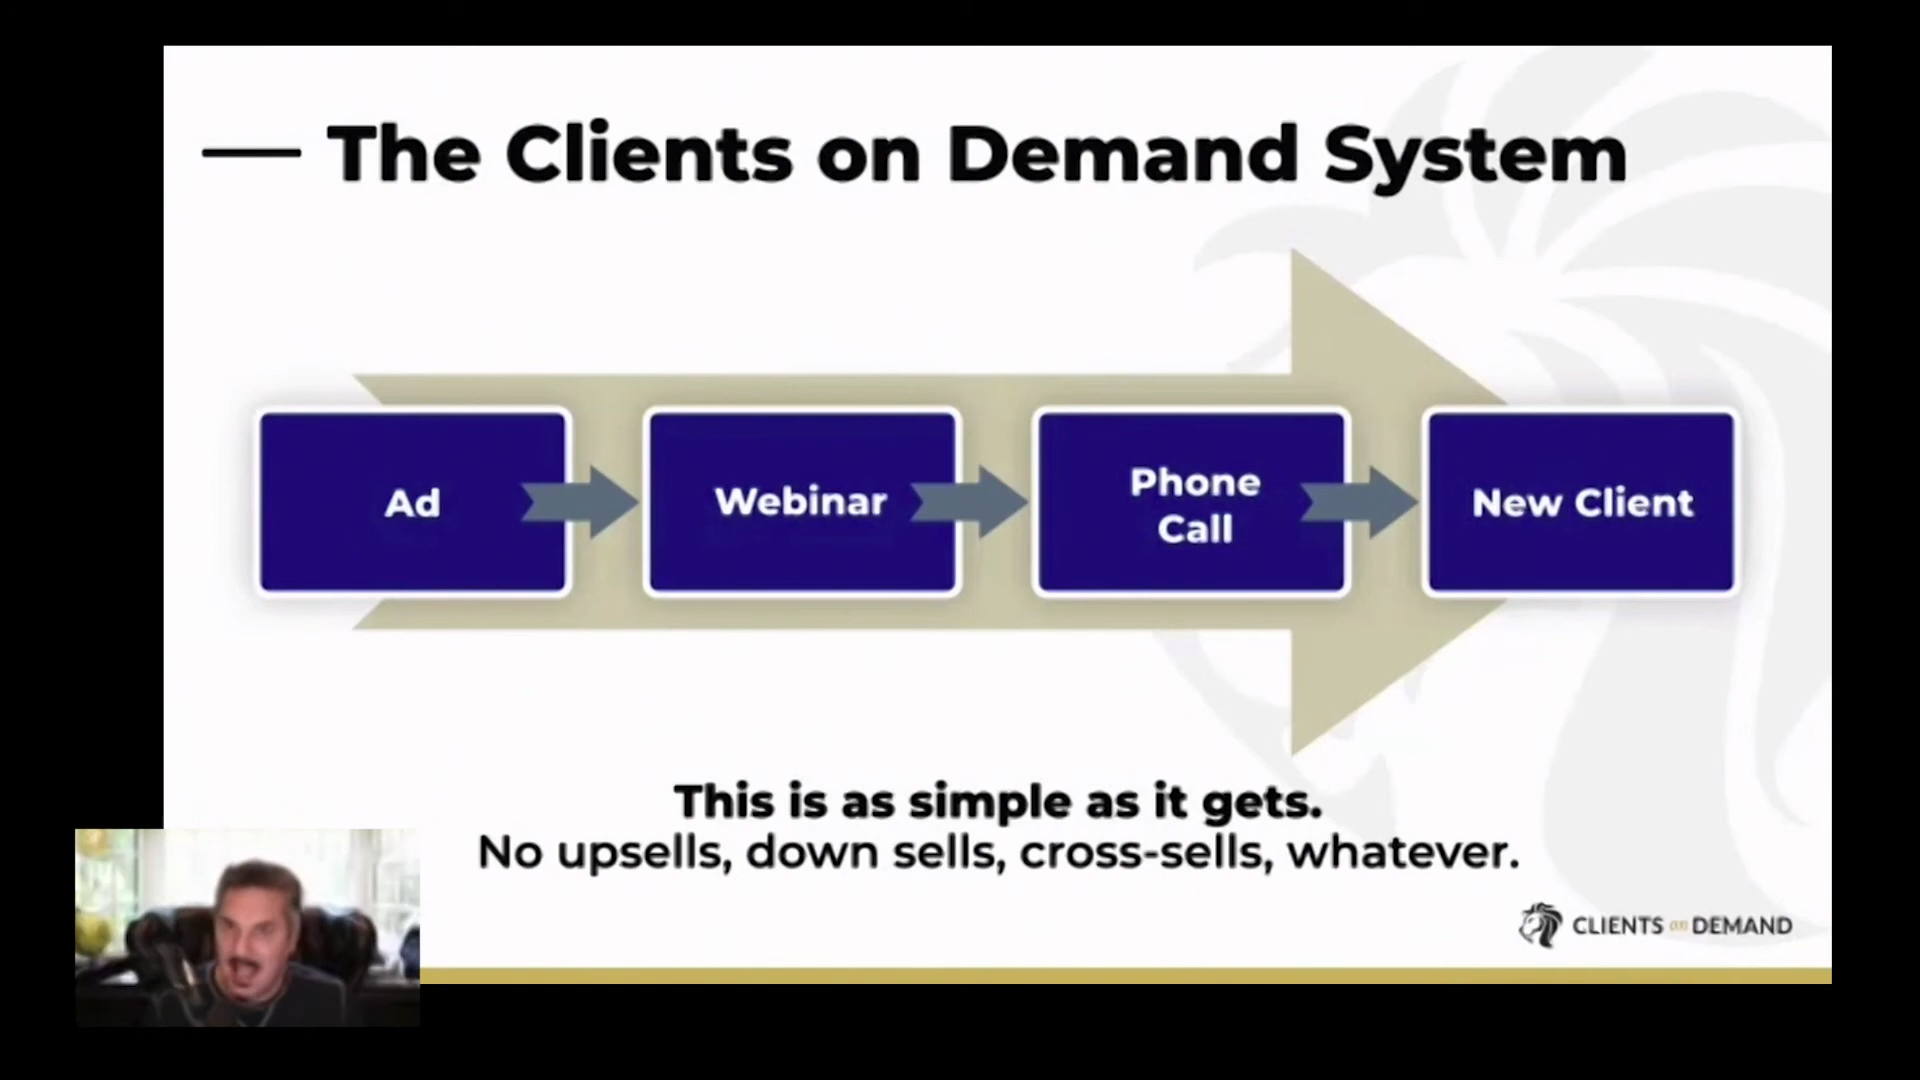 The Clients on Demand System
Ad
Webinar
Phone
Call
New Client
This is as simple as it gets.
No upsells, down sells, cross-sells, whatever.
CLIENTS on DEMAND